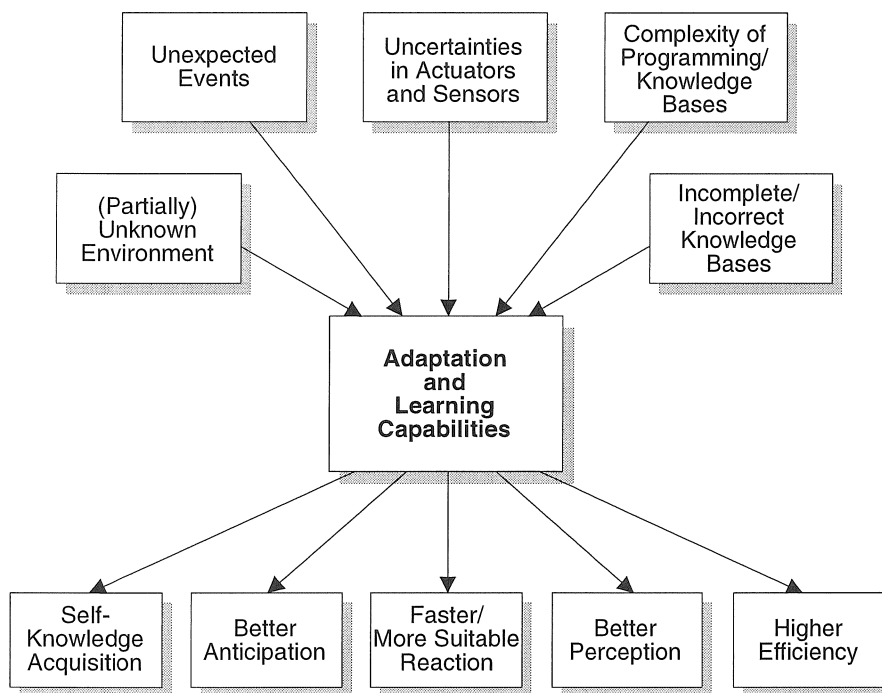 Unexpected
Events
Uncertainties
in Actuators
and Sensors
Complexity of
Programming/
Knowledge
Bases
(Partially)
Unknown
Environment
Incomplete/
Incorrect
Knowledge
Bases
Adaptation
and
Learning
Capabilities
Self-
Knowledge
Acquisition
Better
Anticipation
Faster/
More Suitable
Reaction
Better
Perception
Higher
Efficiency